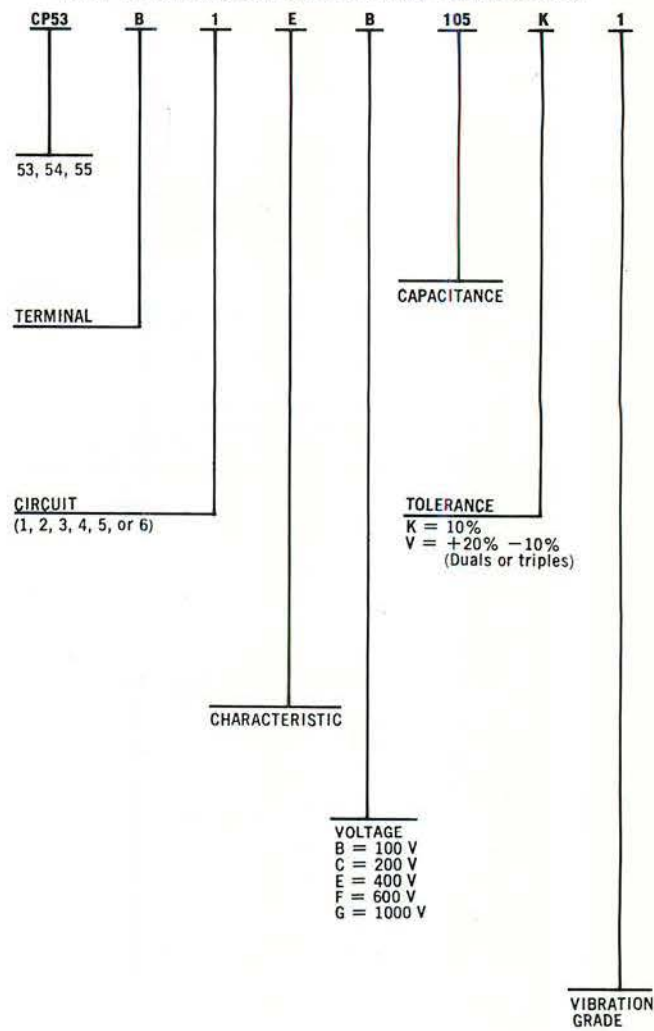 CP53 B 1 E B 105 K 1
53, 54, 55
CAPACITANCE
TERMINAL
CIRCUIT
(1, 2, 3, 4, 5, or 6)
TOLERANCE
K = 10%
V = +20% −10%
(Duals or triples)
CHARACTERISTIC
VOLTAGE
B = 100 V
C = 200 V
E = 400 V
F = 600 V
G = 1000 V
VIBRATION
GRADE